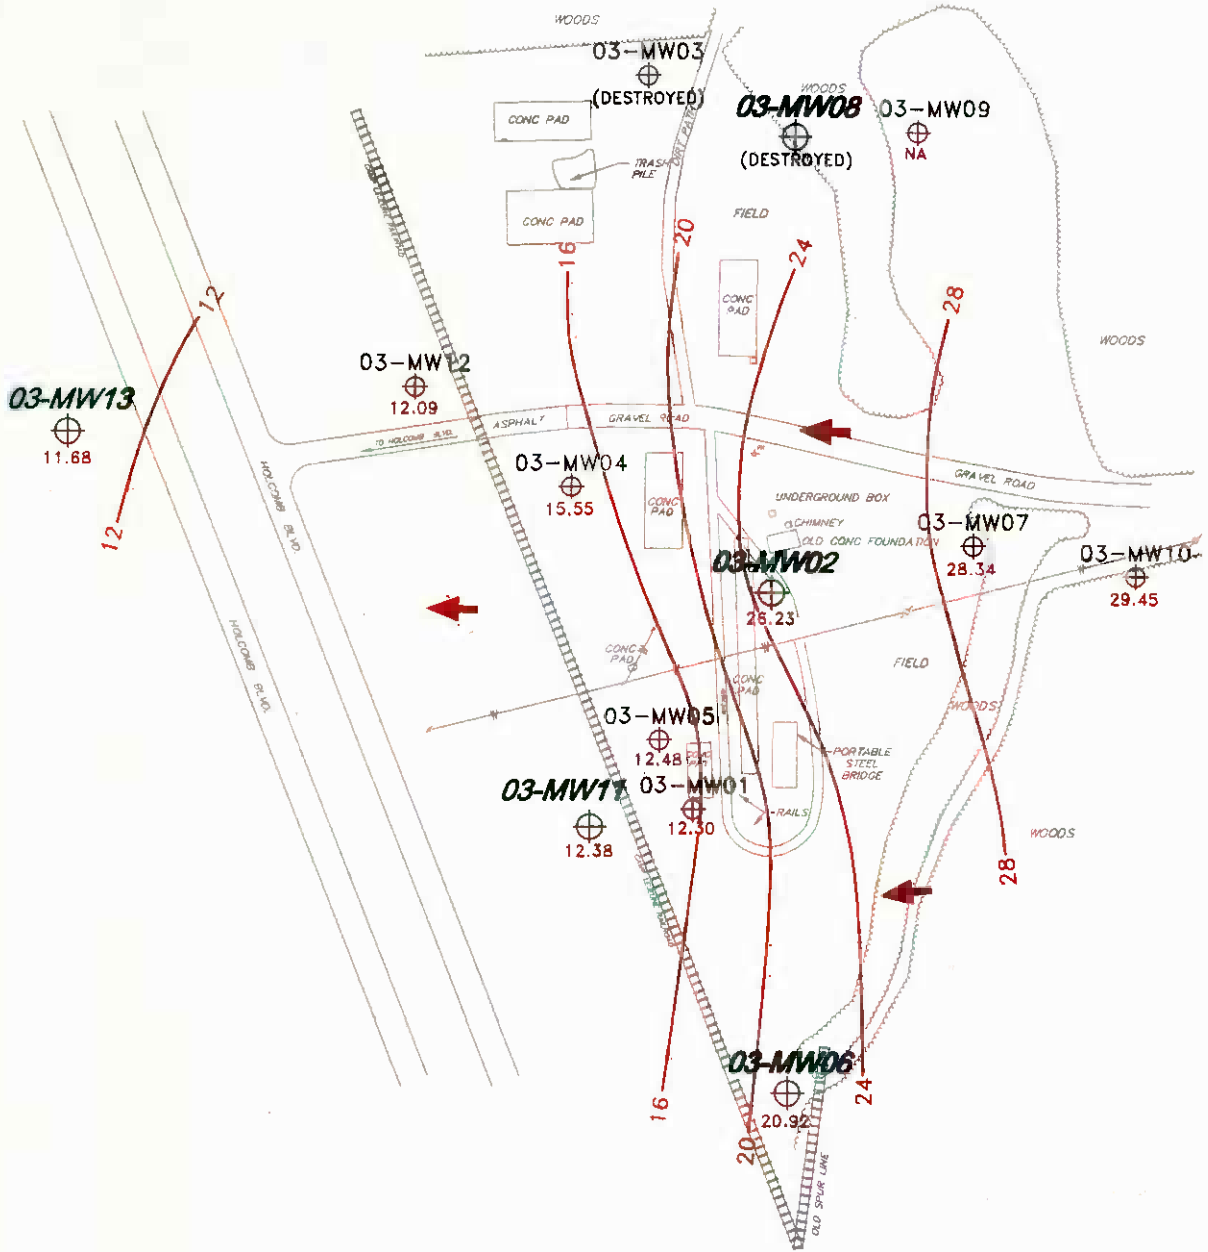 WOODS
03-MW03
(DESTROYED)
WOODS
03-MW08
(DESTROYED)
03-MW09
NA
CONC PAD
DIRT PATH
TRASH
PILE
CONC PAD
FIELD
16
20
24
28
12
CONC
PAD
WOODS
03-MW12
12.09
03-MW13
11.68
TO HOLCOMB BLVD.
ASPHALT
GRAVEL ROAD
03-MW04
15.55
HOLCOMB BLVD.
CONC
PAD
GRAVEL ROAD
UNDERGROUND BOX
CHIMNEY
OLD CONC FOUNDATION
03-MW07
28.34
03-MW10
29.45
12
03-MW02
26.23
HOLCOMB BLVD.
CONC
PAD
FIELD
CONC
PAD
WOODS
03-MW05
12.48
PORTABLE
STEEL
BRIDGE
CONC
03-MW11
12.38
03-MW01
12.30
RAILS
WOODS
28
03-MW06
20.92
16
20
24
OLD SPUR LINE